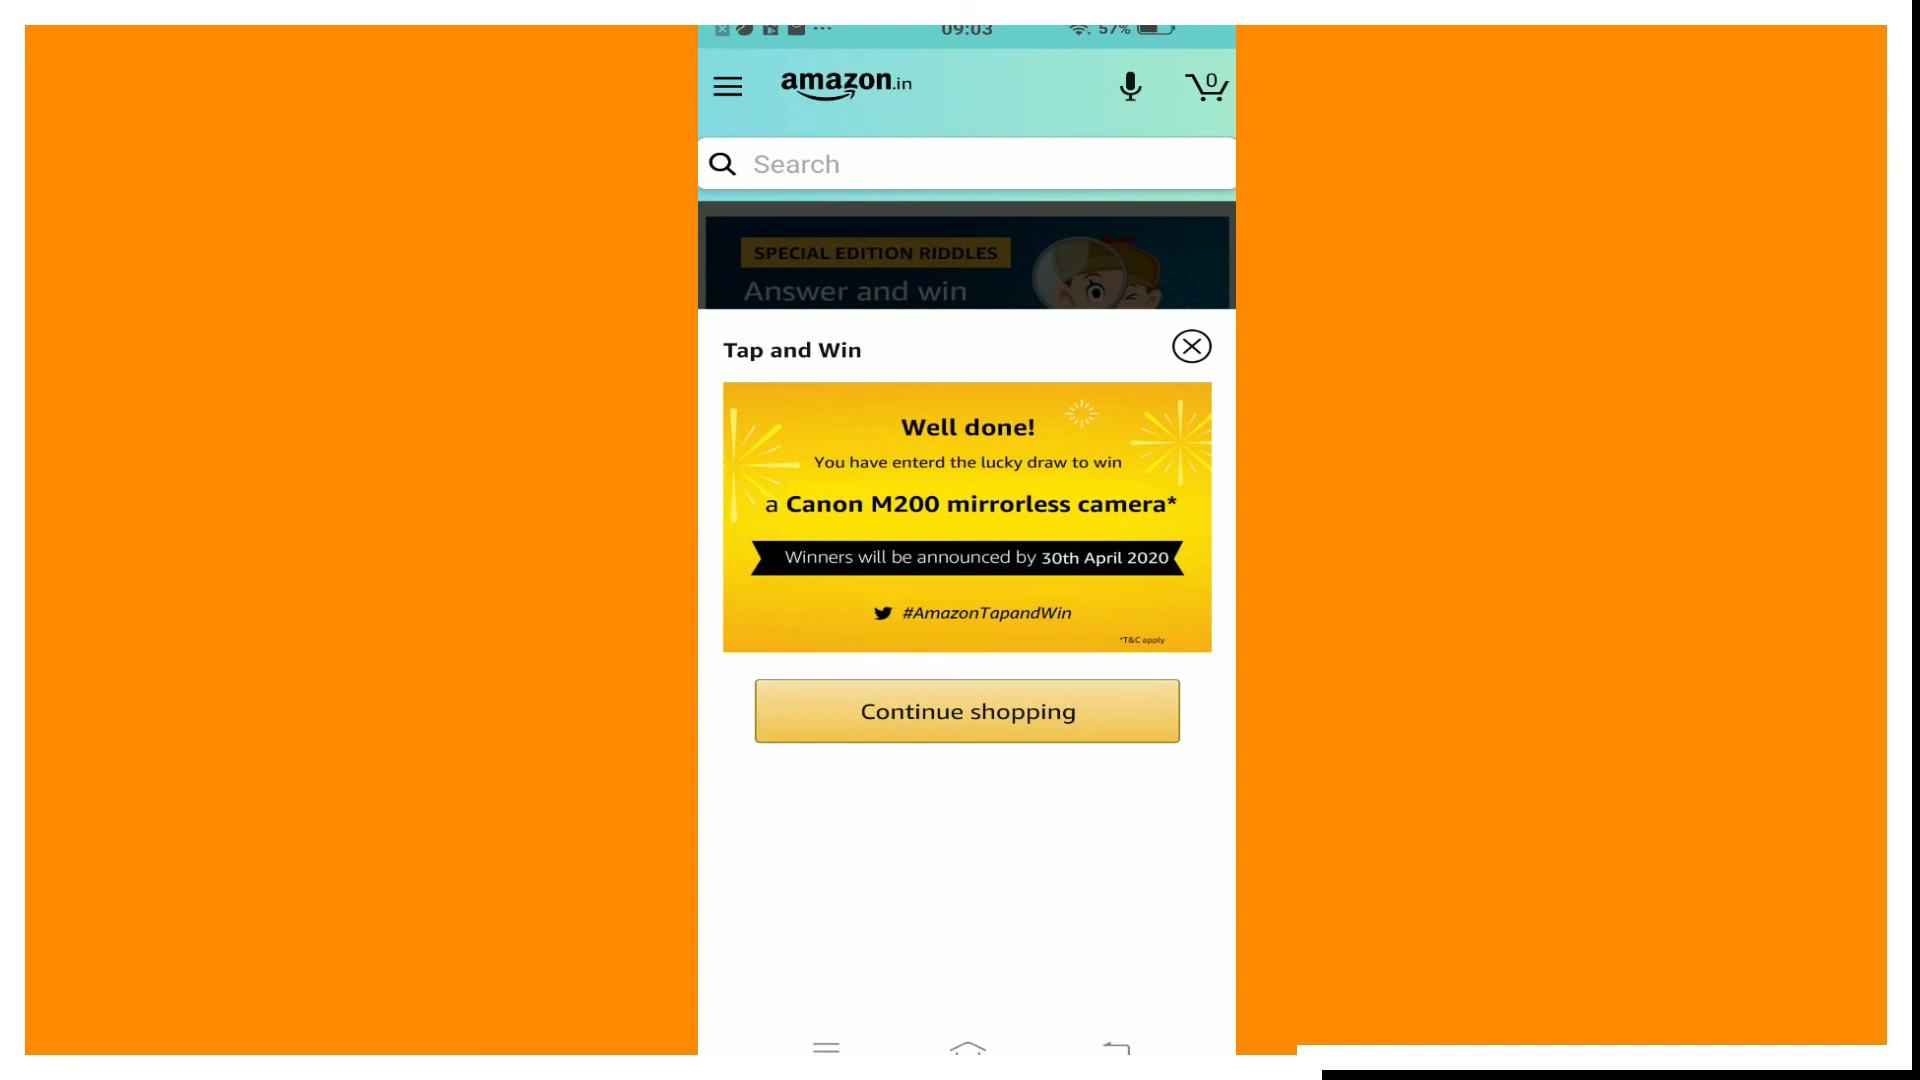 09:03 57%
amazon.in 0
Search
SPECIAL EDITION RIDDLES
Answer and win
Tap and Win
Well done!
You have enterd the lucky draw to win
a Canon M200 mirrorless camera*
Winners will be announced by 30th April 2020
#AmazonTapandWin
*T&C apply
Continue shopping